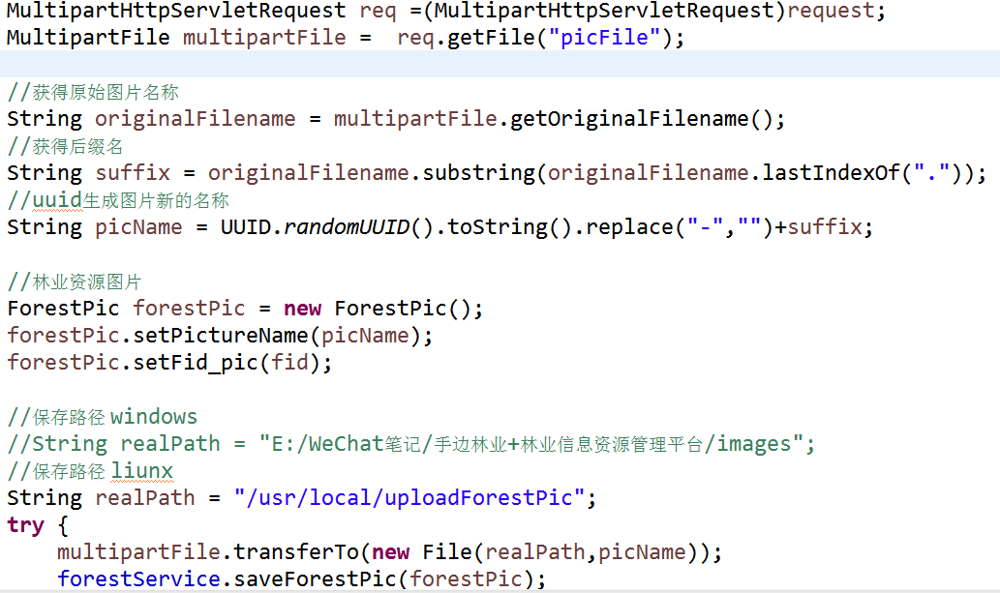 MultipartHttpServletRequest req =(MultipartHttpServletRequest)request;
MultipartFile multipartFile =  req.getFile("picFile");
//获得原始图片名称
String originalFilename = multipartFile.getOriginalFilename();
//获得后缀名
String suffix = originalFilename.substring(originalFilename.lastIndexOf("."));
//uuid生成图片新的名称
String picName = UUID.randomUUID().toString().replace("-","")+suffix;
//林业资源图片
ForestPic forestPic = new ForestPic();
forestPic.setPictureName(picName);
forestPic.setFid_pic(fid);
//保存路径 windows
//String realPath = "E:/WeChat笔记/手边林业+林业信息资源管理平台/images";
//保存路径 liunx
String realPath = "/usr/local/uploadForestPic";
try {
    multipartFile.transferTo(new File(realPath,picName));
    forestService.saveForestPic(forestPic);